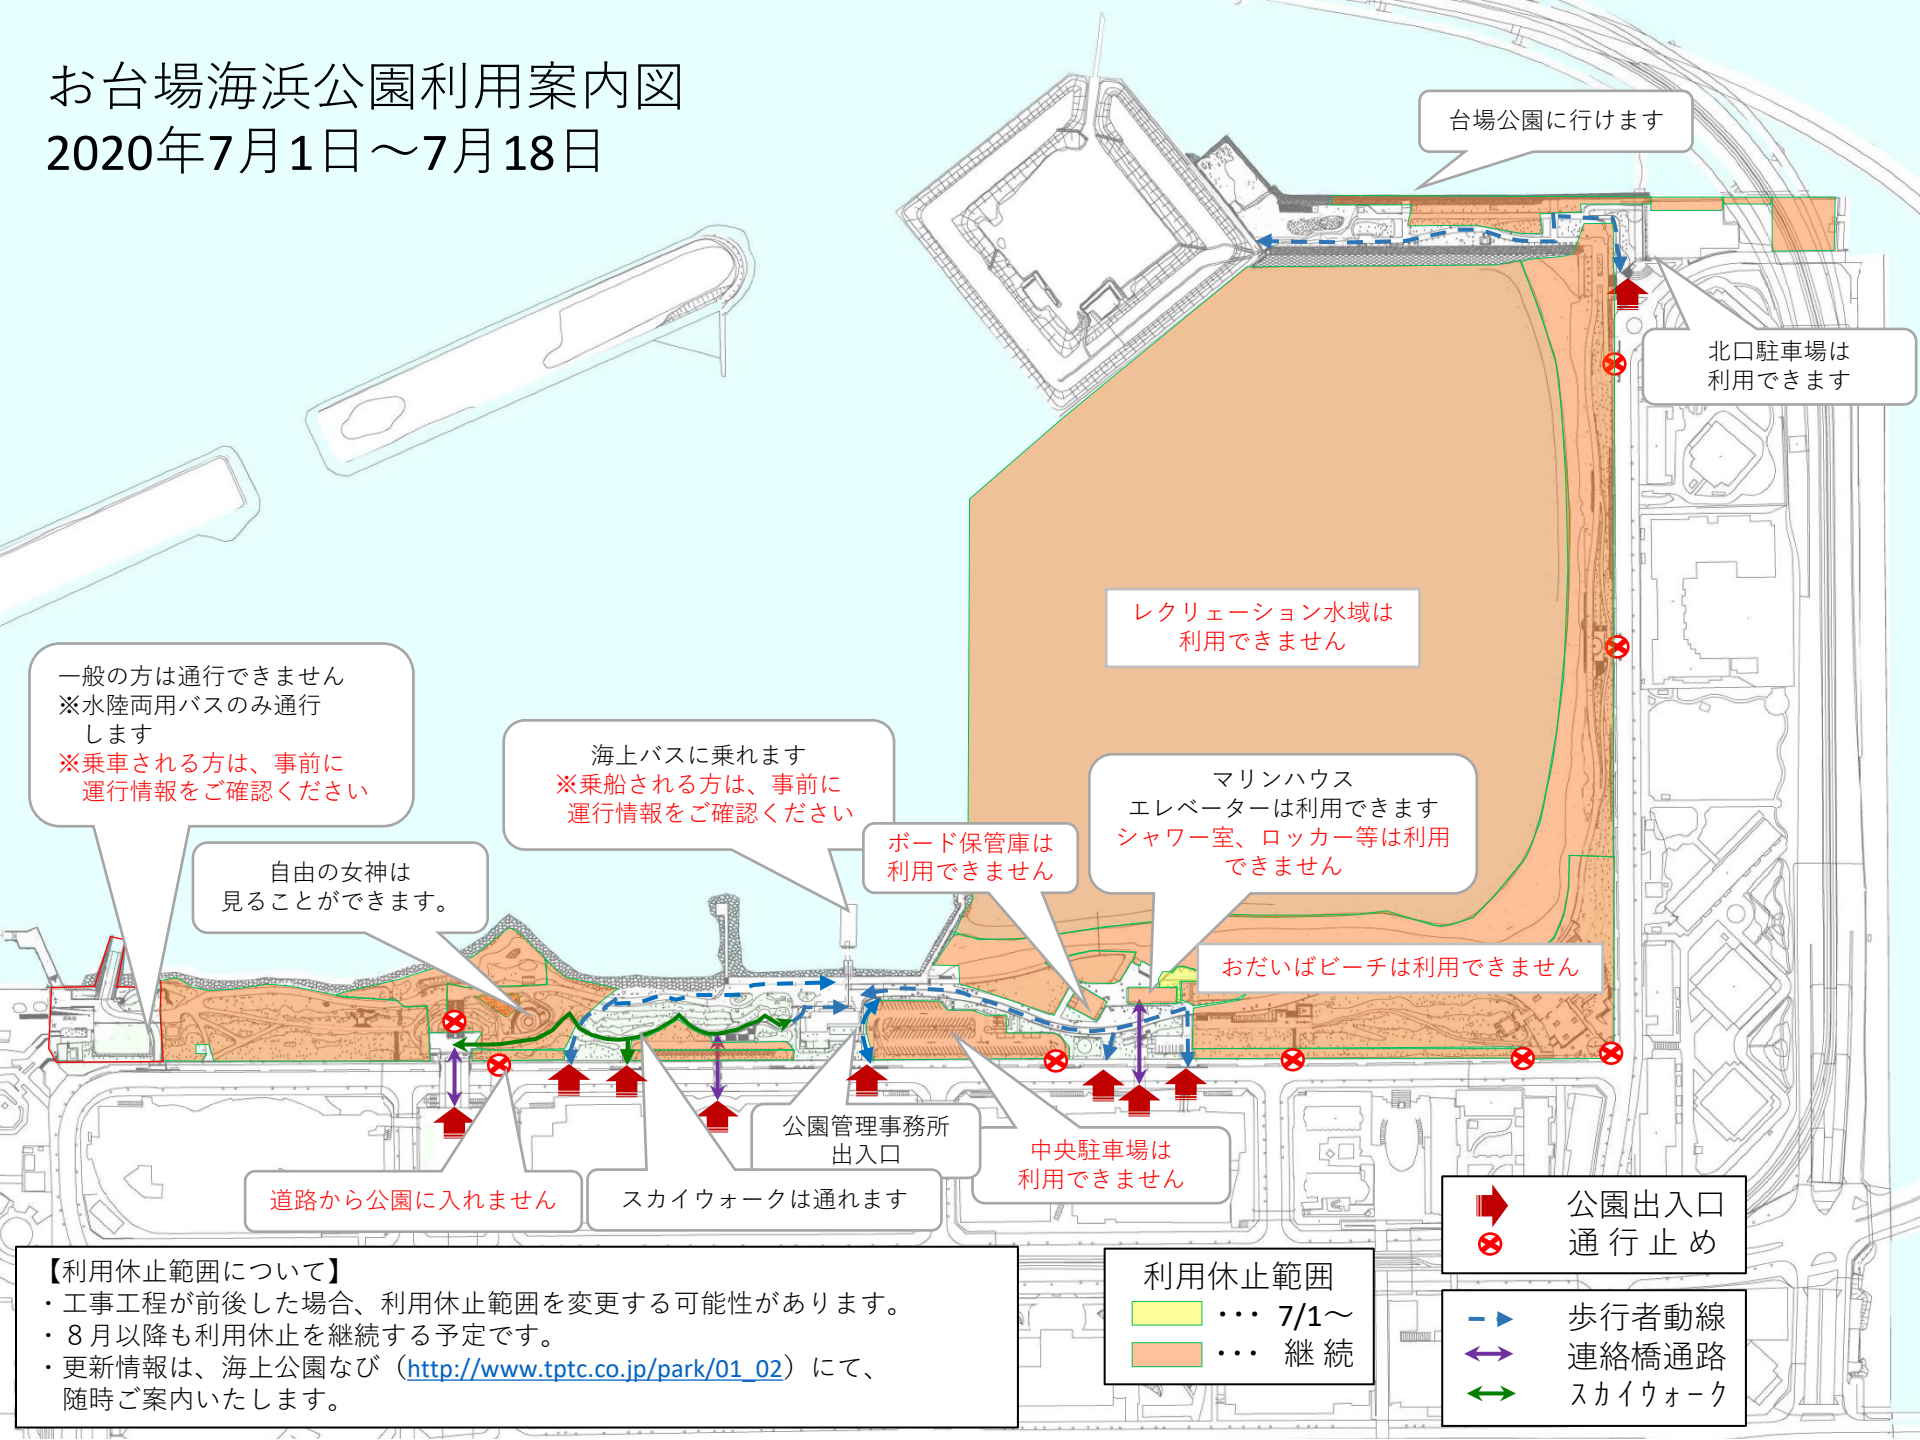 お台場海浜公園利用案内図
2020年7月1日～7月18日
台場公園に行けます
北口駐車場は
利用できます
レクリェーション水域は
利用できません
一般の方は通行できません
※水陸両用バスのみ通行
します
※乗車される方は、事前に
運行情報をご確認ください
海上バスに乗れます
※乗船される方は、事前に
運行情報をご確認ください
マリンハウス
エレベーターは利用できます
シャワー室、ロッカー等は利用
できません
ボード保管庫は
利用できません
自由の女神は
見ることができます。
おだいばビーチは利用できません
公園管理事務所
出入口
中央駐車場は
利用できません
道路から公園に入れません
スカイウォークは通れます
公園出入口
通行止め
【利用休止範囲について】
・工事工程が前後した場合、利用休止範囲を変更する可能性があります。
・８月以降も利用休止を継続する予定です。
・更新情報は、海上公園なび（http://www.tptc.co.jp/park/01_02）にて、
随時ご案内いたします。
利用休止範囲
･･･ 7/1～
･･･ 継続
歩行者動線
連絡橋通路
スカイウォーク